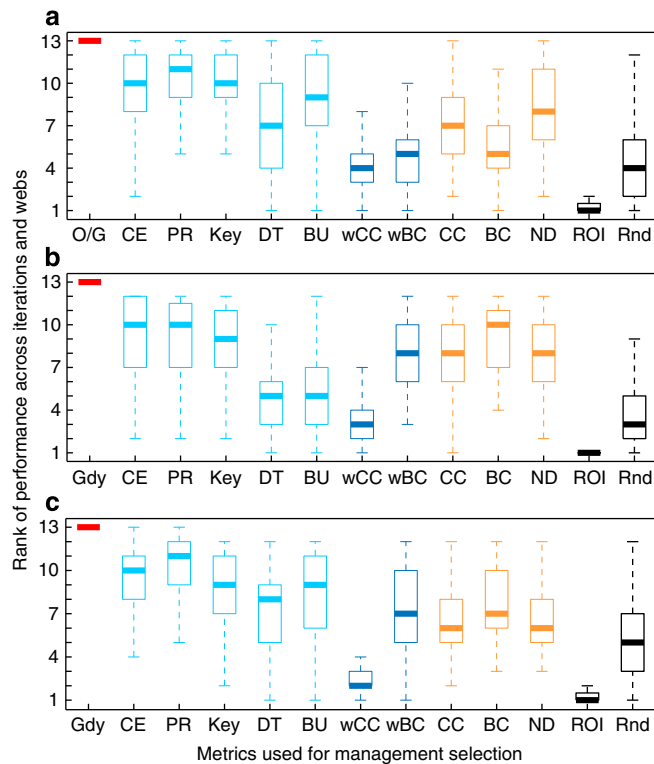 a
13
10
7
4
1
O/G CE PR Key DT BU wCC wBC CC BC ND ROI Rnd
b
13
10
7
4
1
Gdy CE PR Key DT BU wCC wBC CC BC ND ROI Rnd
c
13
10
7
4
1
Gdy CE PR Key DT BU wCC wBC CC BC ND ROI Rnd
Rank of performance across iterations and webs
Metrics used for management selection